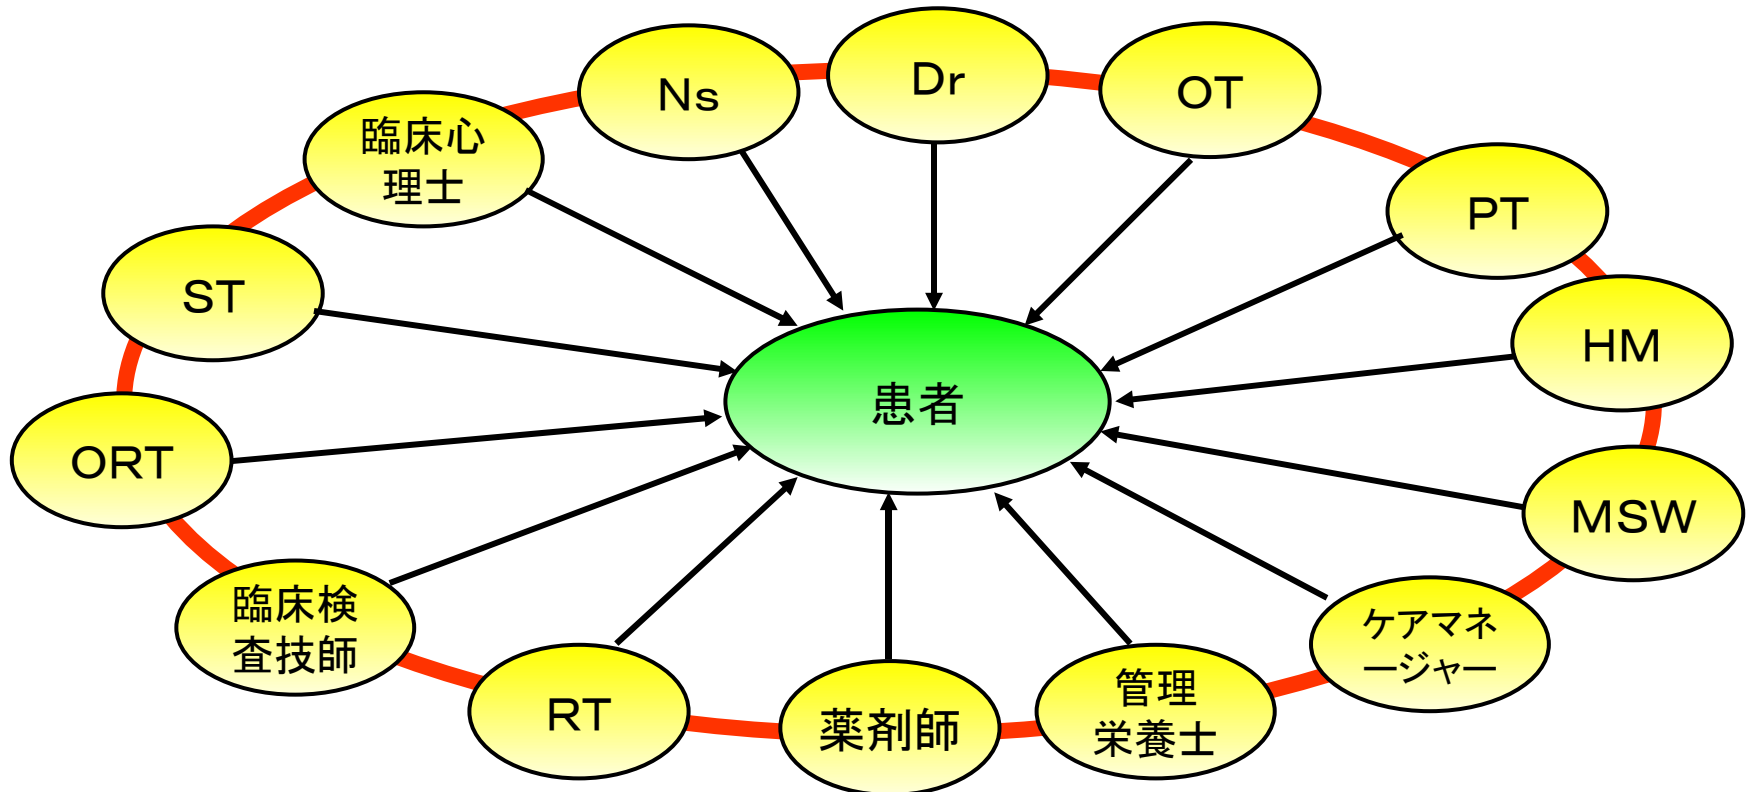 Dr
Ns
OT
臨床心
理士
PT
ST
HM
患者
ORT
MSW
臨床検
査技師
ケアマネ
ージャー
RT
薬剤師
管理
栄養士